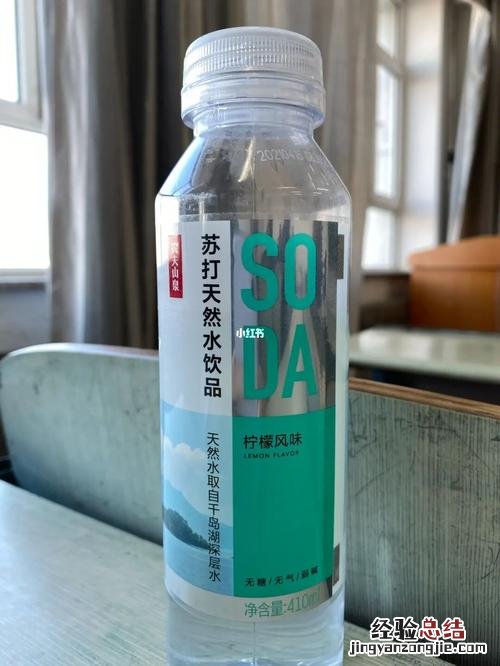 20210416
农夫山泉
苏打天然水饮品
SO
DA
小红书
柠檬风味
LEMON FLAVOR
天然水取自千岛湖深层水
无糖/无气/弱碱
净含量:410ml
经验总结
jingyanzongjie.com